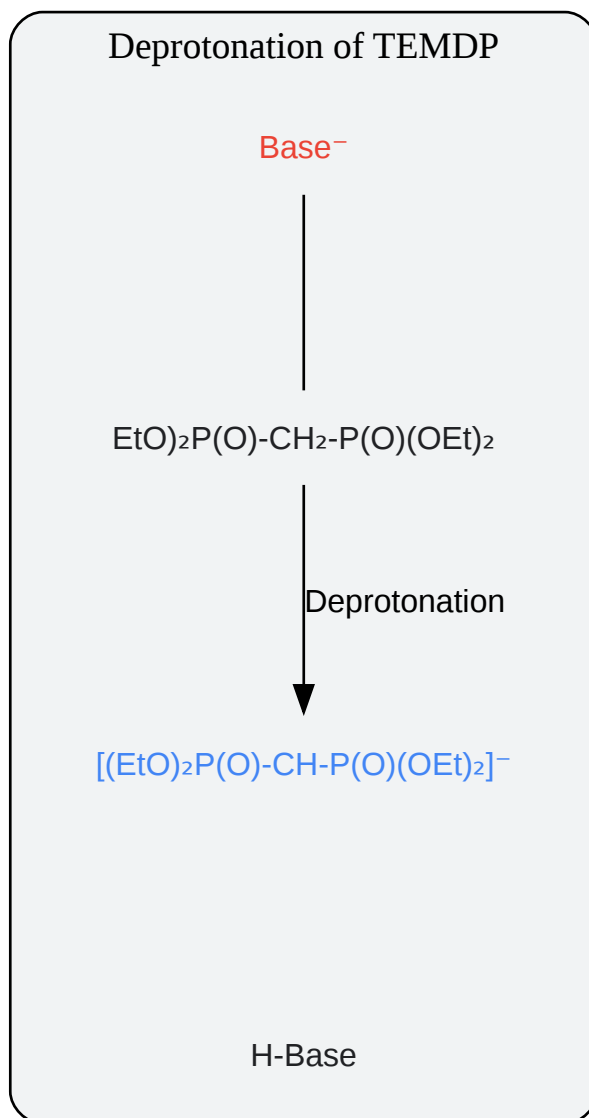 Deprotonation of TEMDP
Base⁻
EtO)₂P(O)-CH₂-P(O)(OEt)₂
Deprotonation
[(EtO)₂P(O)-CH-P(O)(OEt)₂]⁻
H-Base